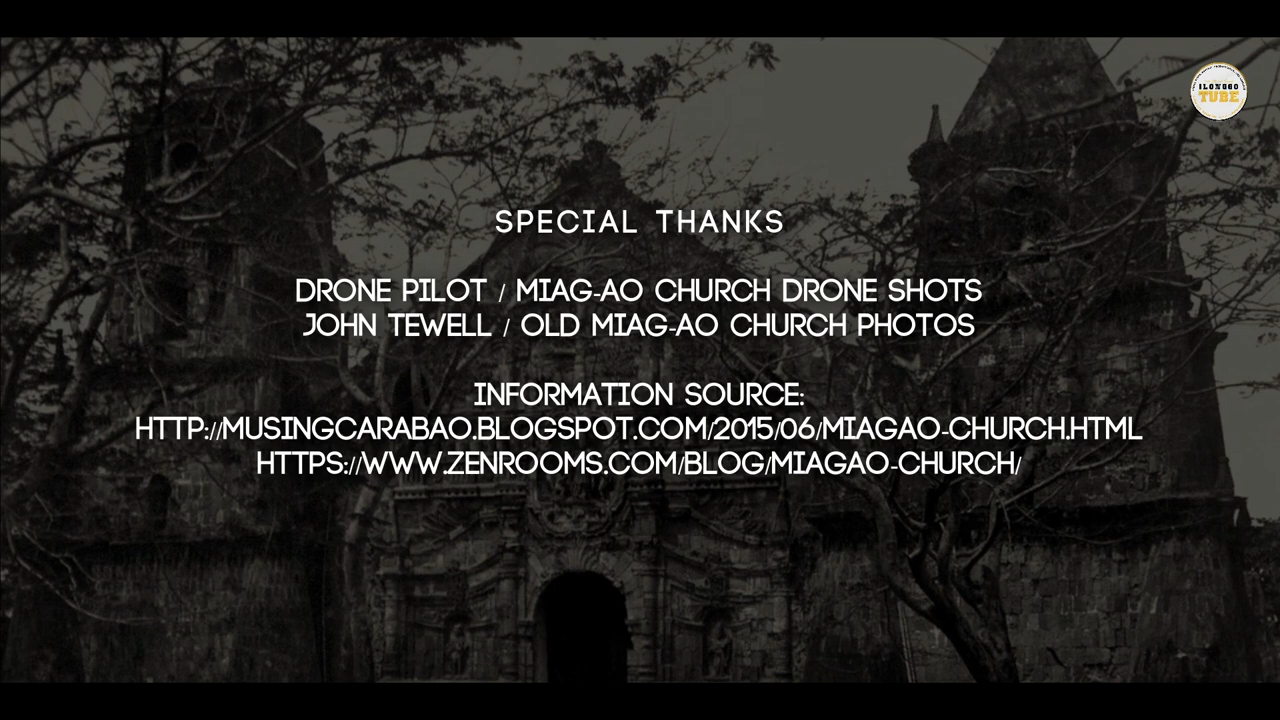 ILONGGO
TUBE
SPECIAL THANKS
DRONE PILOT / MIAG-AO CHURCH DRONE SHOTS
JOHN TEWELL / OLD MIAG-AO CHURCH PHOTOS
INFORMATION SOURCE:
HTTP://MUSINGCARABAO.BLOGSPOT.COM/2015/06/MIAGAO-CHURCH.HTML
HTTPS://WWW.ZENROOMS.COM/BLOG/MIAGAO-CHURCH/